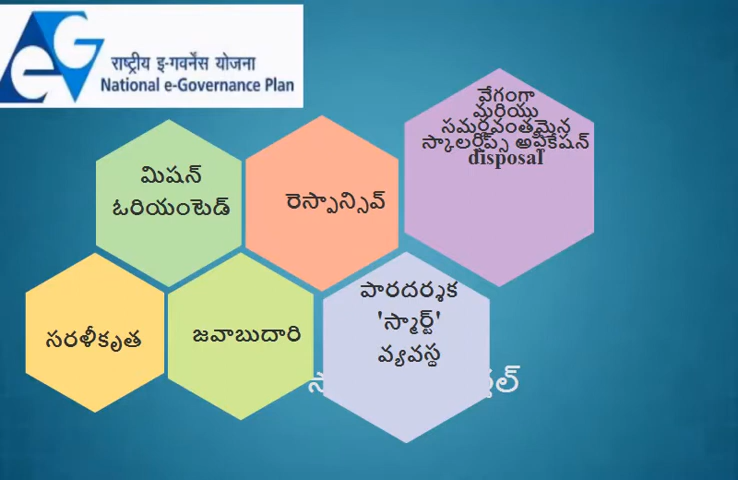 राष्ट्रीय इ-गवर्नेंस योजना
National e-Governance Plan
వేగంగా
మరియు
సమర్థవంతమైన
స్కాలర్షిప్స్ అప్లికేషన్
disposal
మిషన్
ఓరియంటెడ్
రెస్పాన్సివ్
పారదర్శక
'స్మార్ట్'
వ్యవస్థ
జవాబుదారి
సరళీకృత